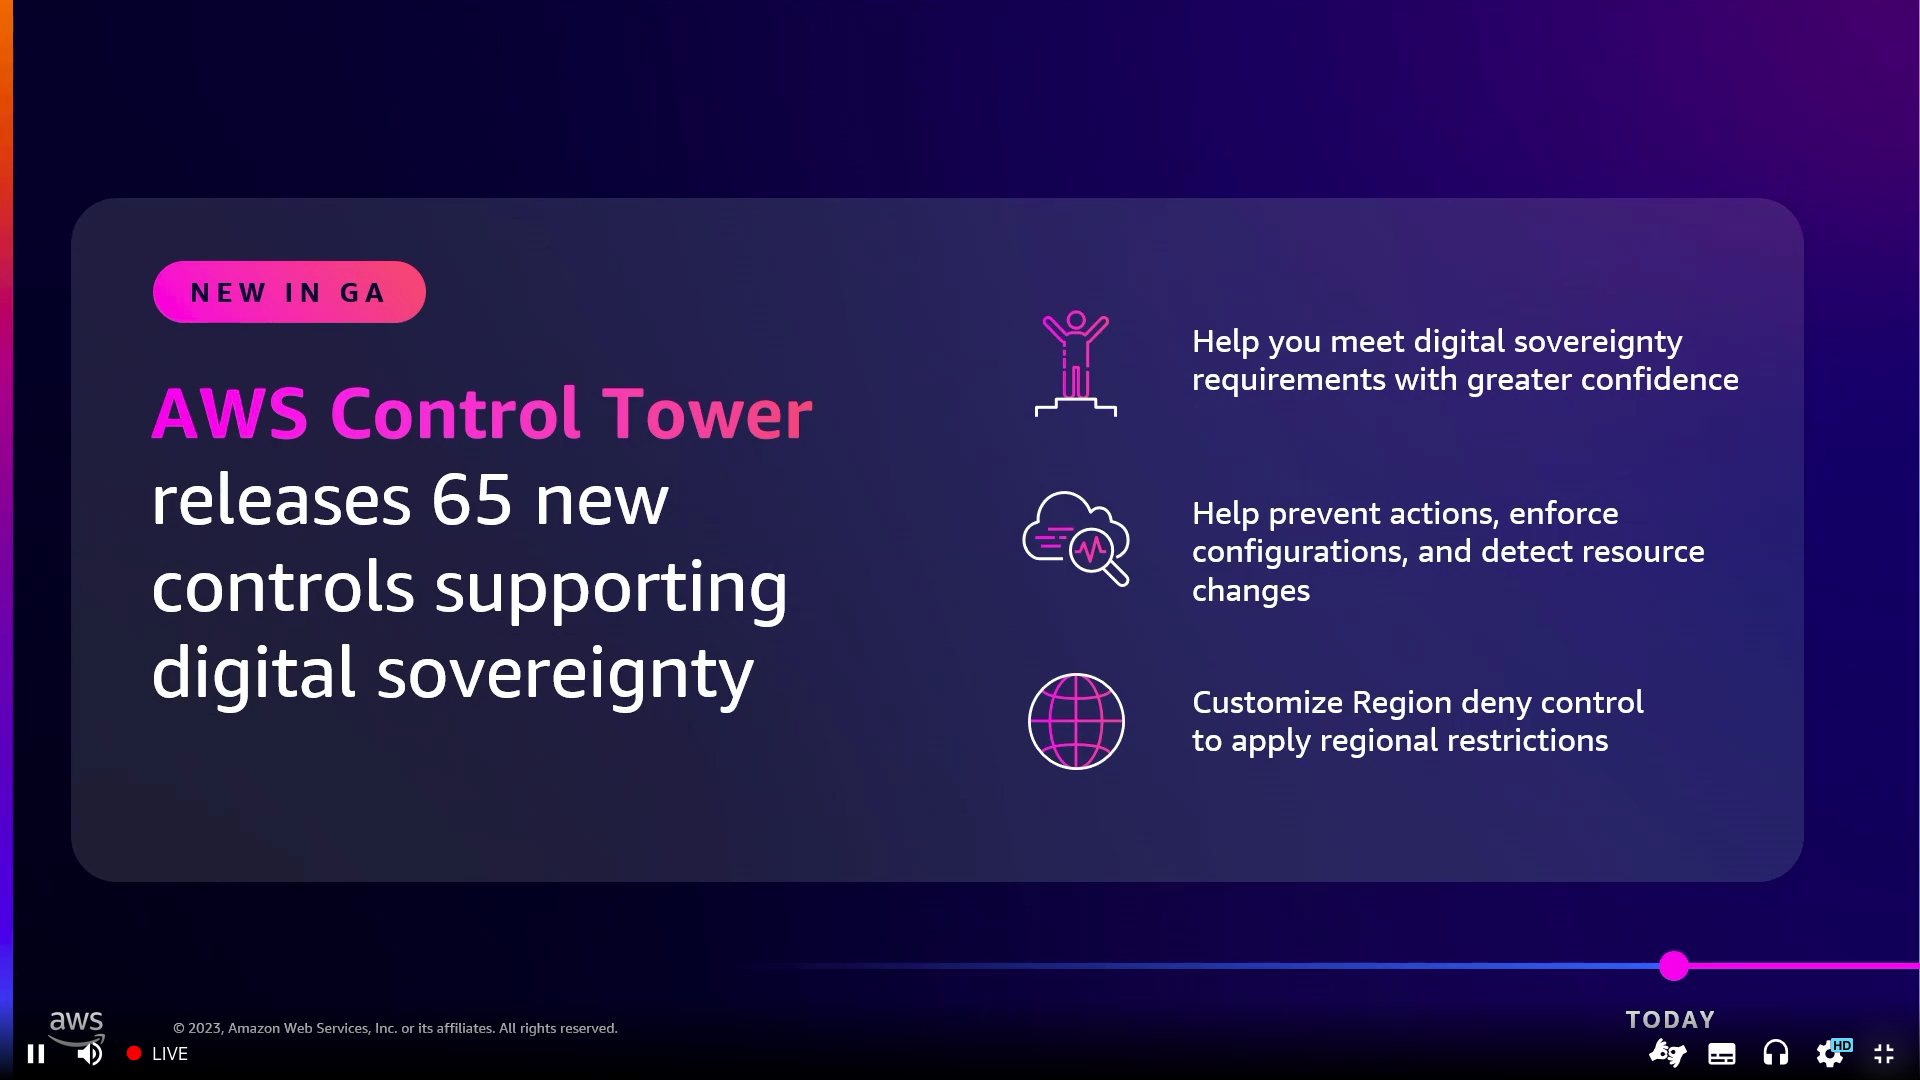 NEW IN GA
AWS Control Tower
releases 65 new
controls supporting
digital sovereignty
Help you meet digital sovereignty
requirements with greater confidence
Help prevent actions, enforce
configurations, and detect resource
changes
Customize Region deny control
to apply regional restrictions
TODAY
aws
© 2023, Amazon Web Services, Inc. or its affiliates. All rights reserved.
LIVE
HD